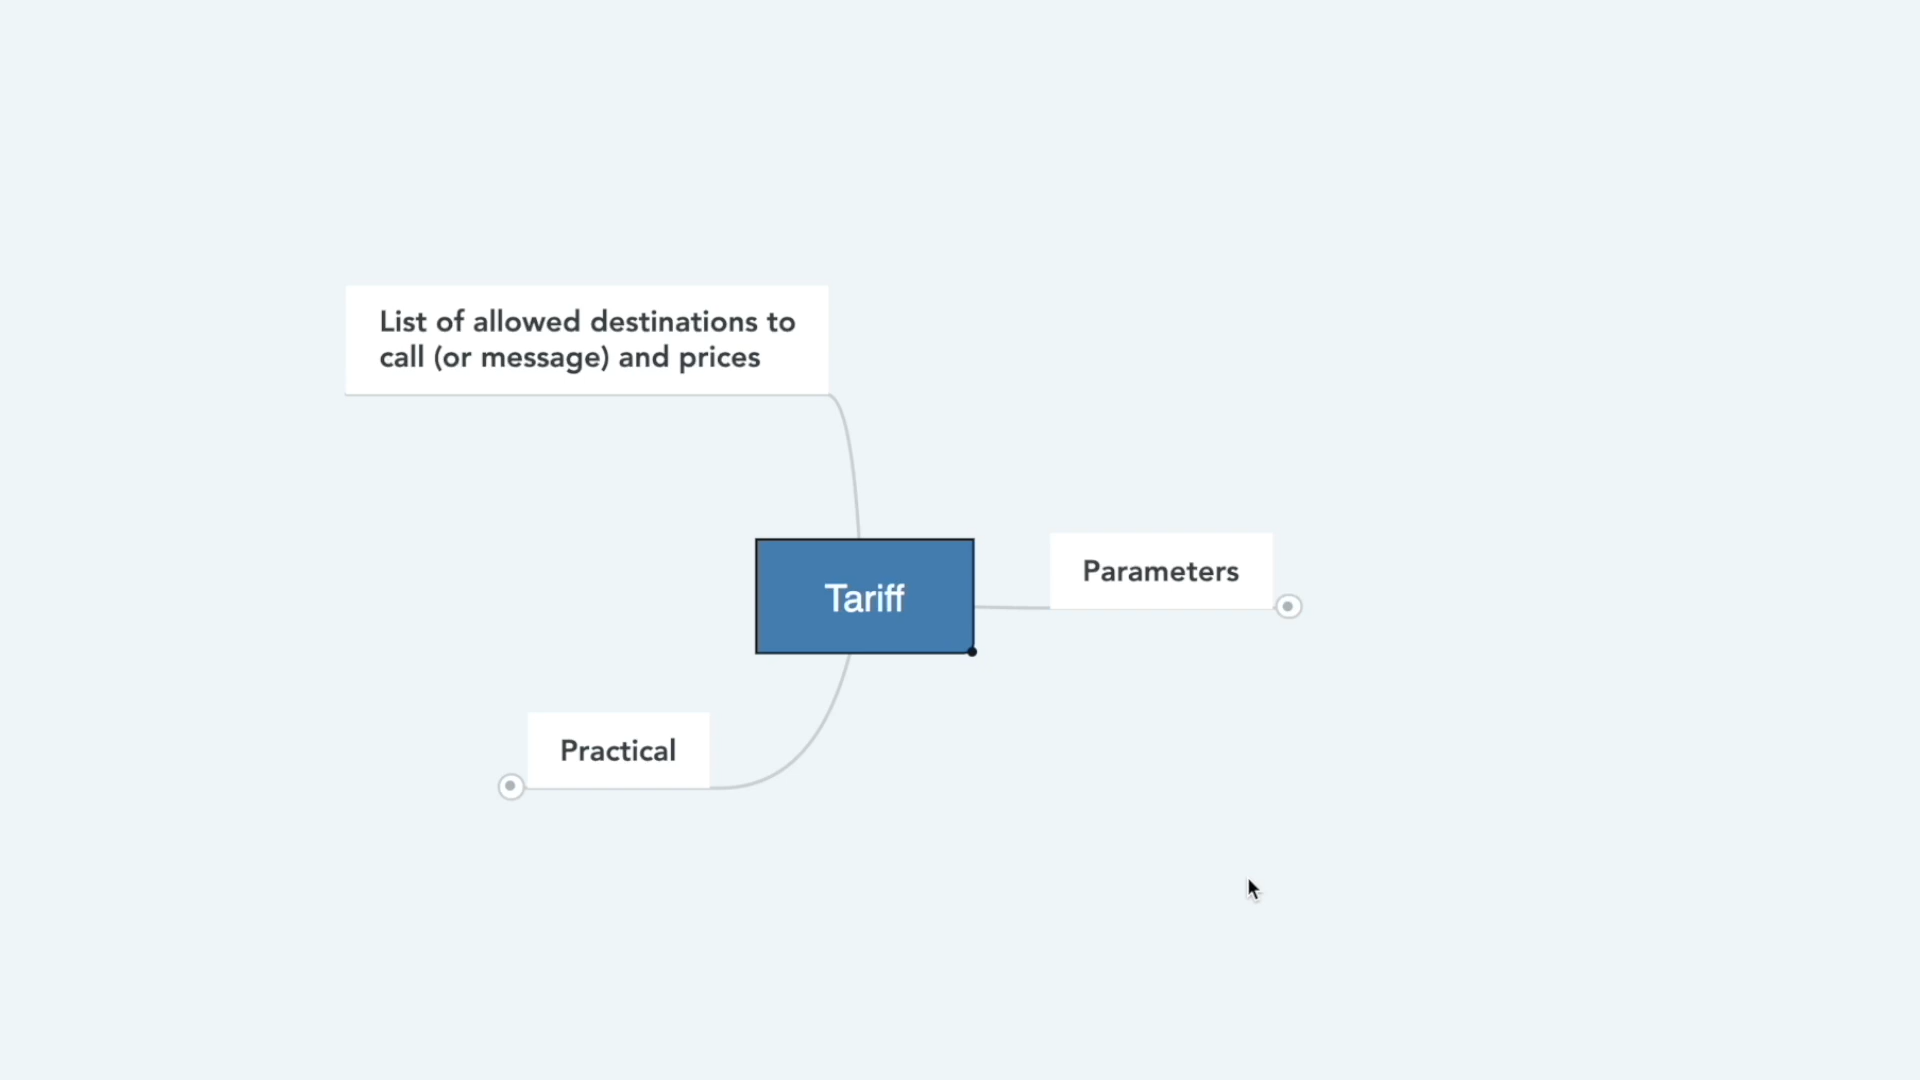 List of allowed destinations to
call (or message) and prices
Tariff
Parameters
Practical